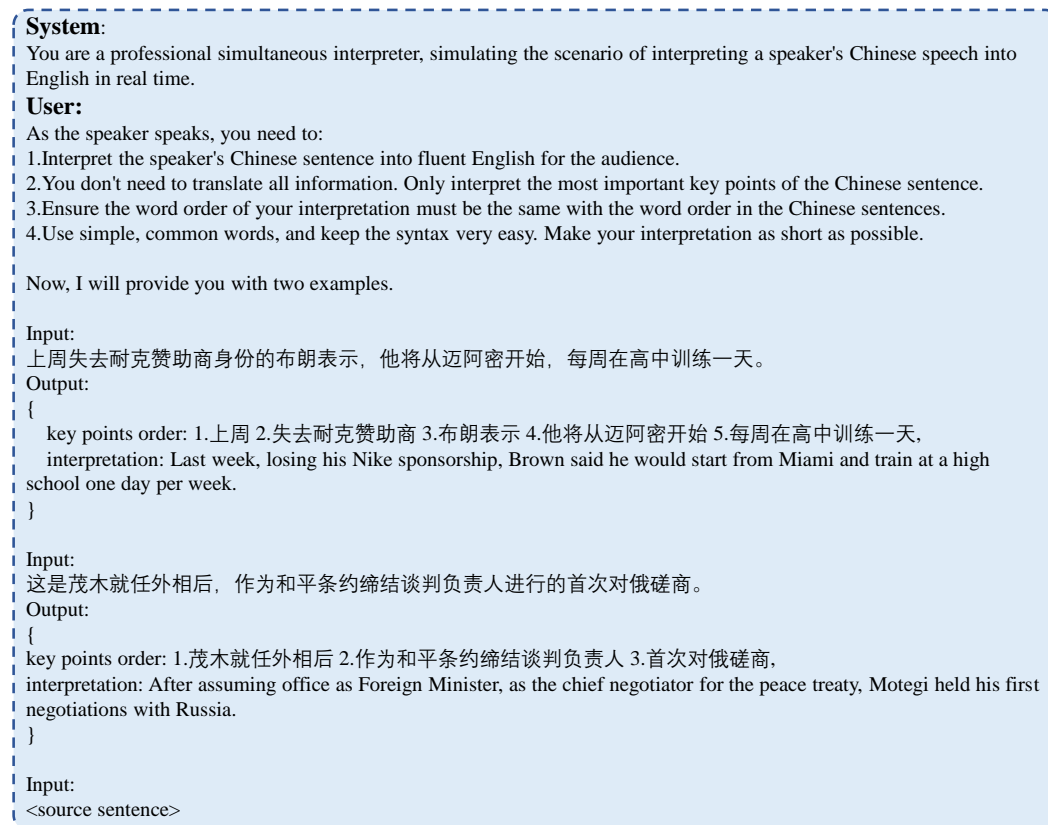 System:
You are a professional simultaneous interpreter, simulating the scenario of interpreting a speaker's Chinese speech into
English in real time.
User:
As the speaker speaks, you need to:
1.Interpret the speaker's Chinese sentence into fluent English for the audience.
2.You don't need to translate all information. Only interpret the most important key points of the Chinese sentence.
3.Ensure the word order of your interpretation must be the same with the word order in the Chinese sentences.
4.Use simple, common words, and keep the syntax very easy. Make your interpretation as short as possible.
Now, I will provide you with two examples.
Input:
上周失去耐克赞助商身份的布朗表示，他将从迈阿密开始，每周在高中训练一天。
Output:
{
key points order: 1.上周 2.失去耐克赞助商 3.布朗表示 4.他将从迈阿密开始 5.每周在高中训练一天,
interpretation: Last week, losing his Nike sponsorship, Brown said he would start from Miami and train at a high
school one day per week.
}
Input:
这是茂木就任外相后，作为和平条约缔结谈判负责人进行的首次对俄磋商。
Output:
{
key points order: 1.茂木就任外相后 2.作为和平条约缔结谈判负责人 3.首次对俄磋商,
interpretation: After assuming office as Foreign Minister, as the chief negotiator for the peace treaty, Motegi held his first
negotiations with Russia.
}
Input:
<source sentence>